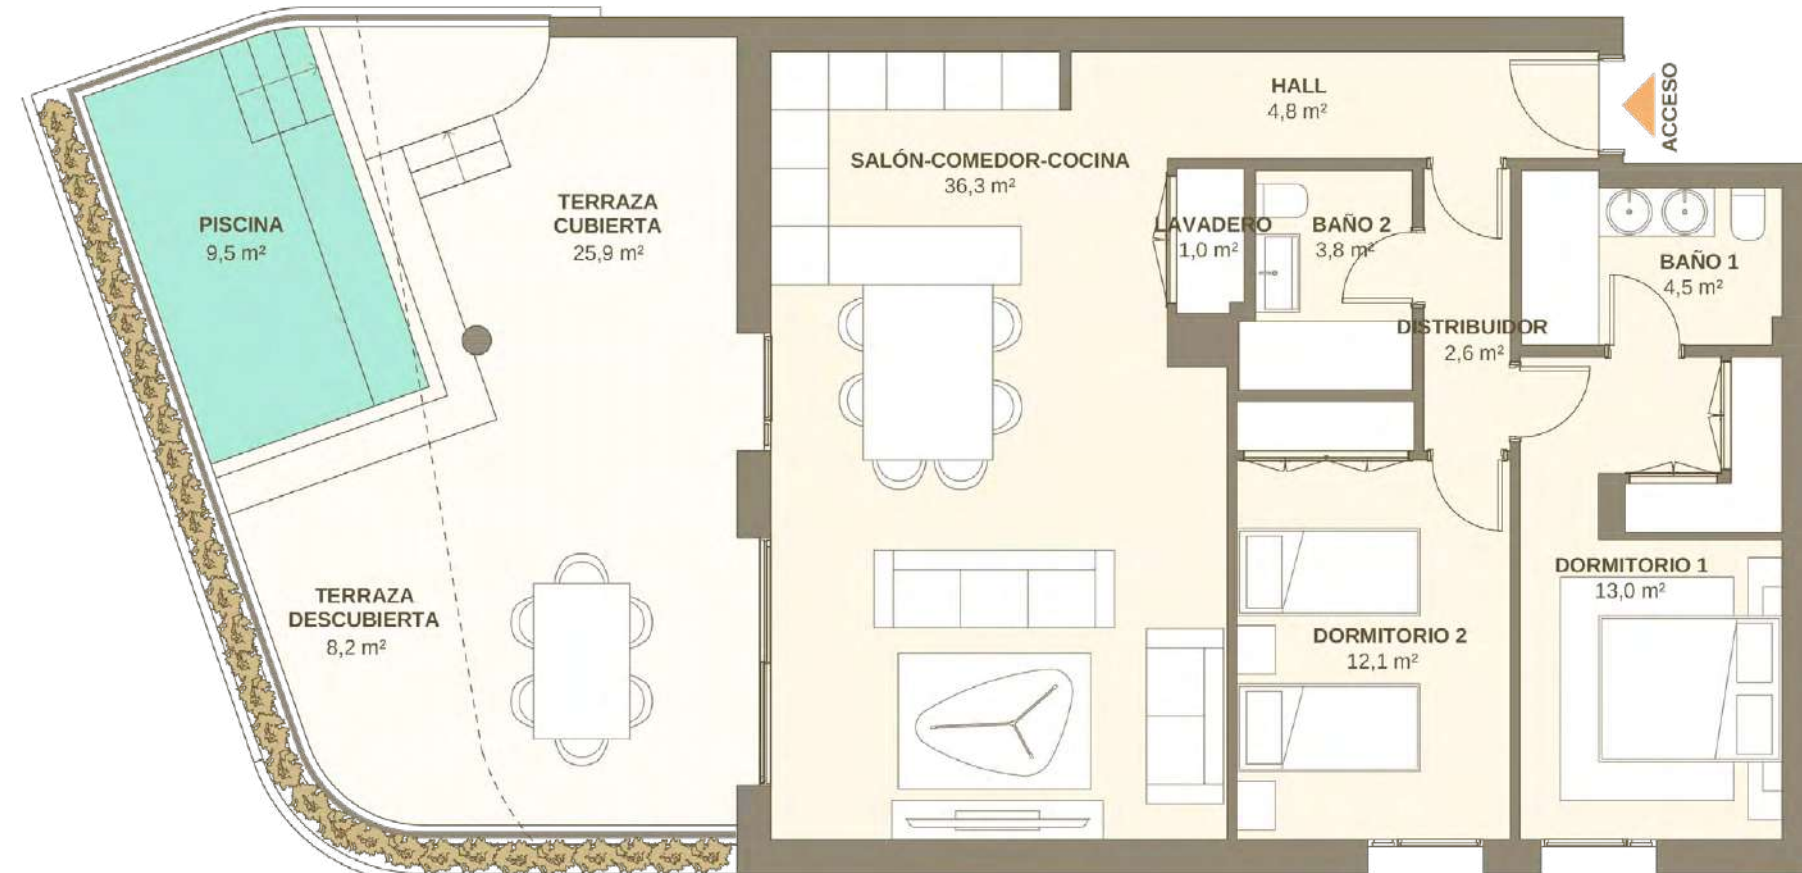 HALL
4,8 m²
ACCESO
SALÓN-COMEDOR-COCINA
36,3 m²
TERRAZA
CUBIERTA
25,9 m²
PISCINA
9,5 m²
LAVADERO
1,0 m²
BAÑO 2
3,8 m²
BAÑO 1
4,5 m²
DISTRIBUIDOR
2,6 m²
TERRAZA
DESCUBIERTA
8,2 m²
DORMITORIO 1
13,0 m²
DORMITORIO 2
12,1 m²